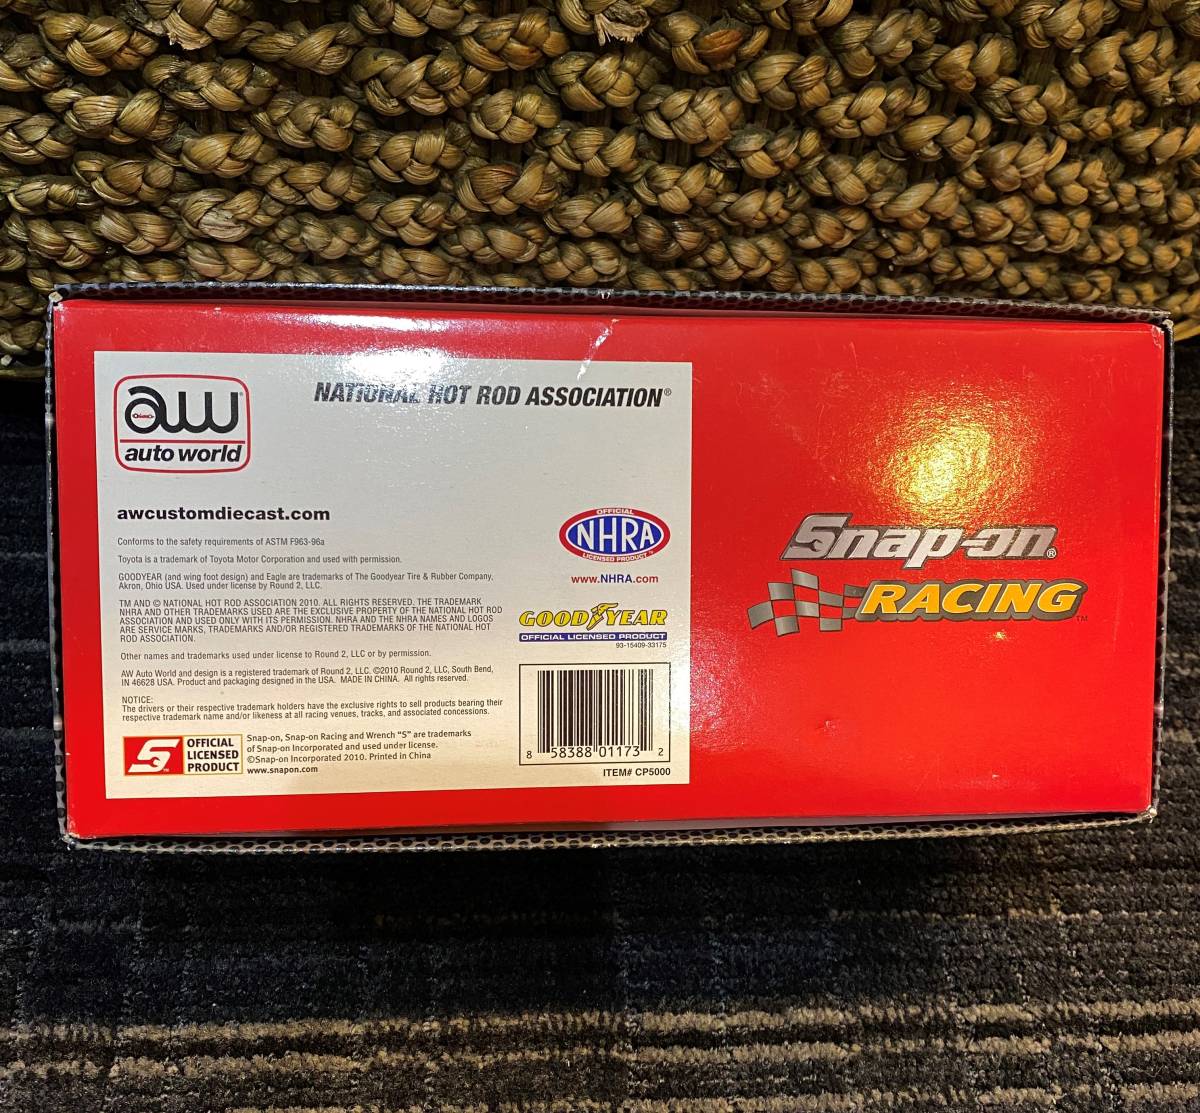 aw®
auto world
NATIONAL HOT ROD ASSOCIATION®
awcustomdiecast.com
Conforms to the safety requirements of ASTM F963-96a
Toyota is a trademark of Toyota Motor Corporation and used with permission.
GOODYEAR (and wing foot design) and Eagle are trademarks of The Goodyear Tire & Rubber Company,
Akron, Ohio USA. Used under license by Round 2, LLC.
TM AND © NATIONAL HOT ROD ASSOCIATION 2010. ALL RIGHTS RESERVED. THE TRADEMARK
NHRA AND OTHER TRADEMARKS USED ARE THE EXCLUSIVE PROPERTY OF THE NATIONAL HOT ROD
ASSOCIATION AND USED ONLY WITH ITS PERMISSION. NHRA AND THE NHRA NAMES AND LOGOS
ARE SERVICE MARKS, TRADEMARKS AND/OR REGISTERED TRADEMARKS OF THE NATIONAL HOT
ROD ASSOCIATION.
Other names and trademarks used under license to Round 2, LLC or by permission.
AW Auto World and design is a registered trademark of Round 2, LLC. ©2010 Round 2, LLC, South Bend,
IN 46628 USA. Product and packaging designed in the USA. MADE IN CHINA. All rights reserved.
NOTICE:
The drivers or their respective trademark holders have the exclusive rights to sell products bearing their
respective trademark name and/or likeness at all racing venues, tracks, and associated concessions.
S™
OFFICIAL
LICENSED
PRODUCT
Snap-on, Snap-on Racing and Wrench "S" are trademarks
of Snap-on Incorporated and used under license.
©Snap-on Incorporated 2010. Printed in China
www.snapon.com
OFFICIAL
NHRA
LICENSED PRODUCT
www.NHRA.com
GOODYEAR
OFFICIAL LICENSED PRODUCT
93-15409-33175
8 58388 01173 2
ITEM# CP5000
Snap-on®
RACING™